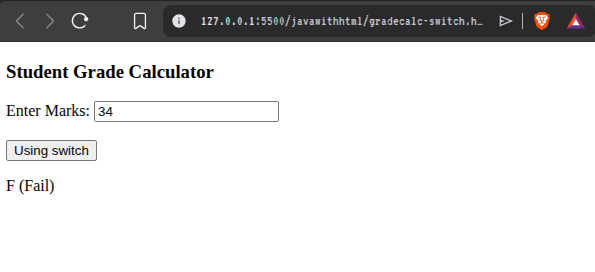 127.0.0.1:5500/javawithhtml/gradecalc-switch.h…
Student Grade Calculator
Enter Marks: 34
Using switch
F (Fail)